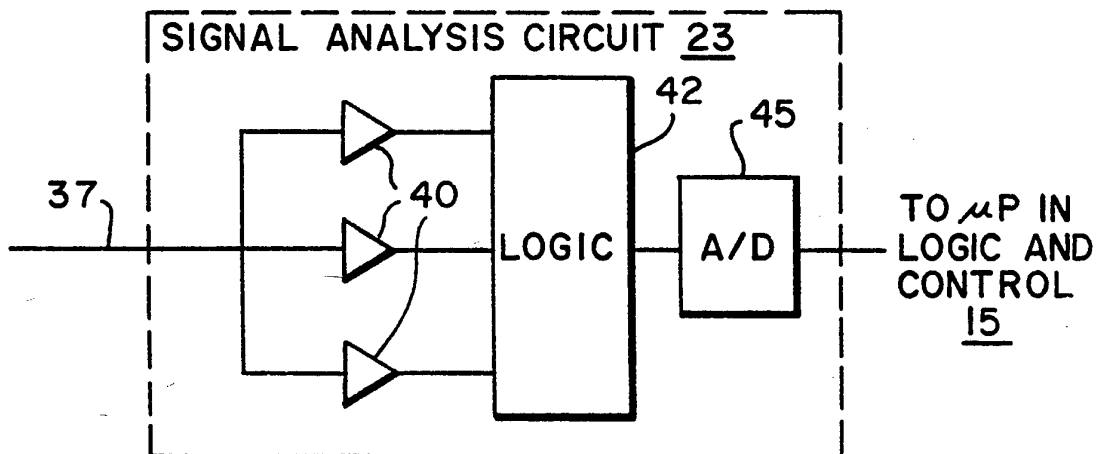 SIGNAL ANALYSIS CIRCUIT 23
42
45
37
40
LOGIC
A/D
TO μP IN
LOGIC AND
CONTROL
15